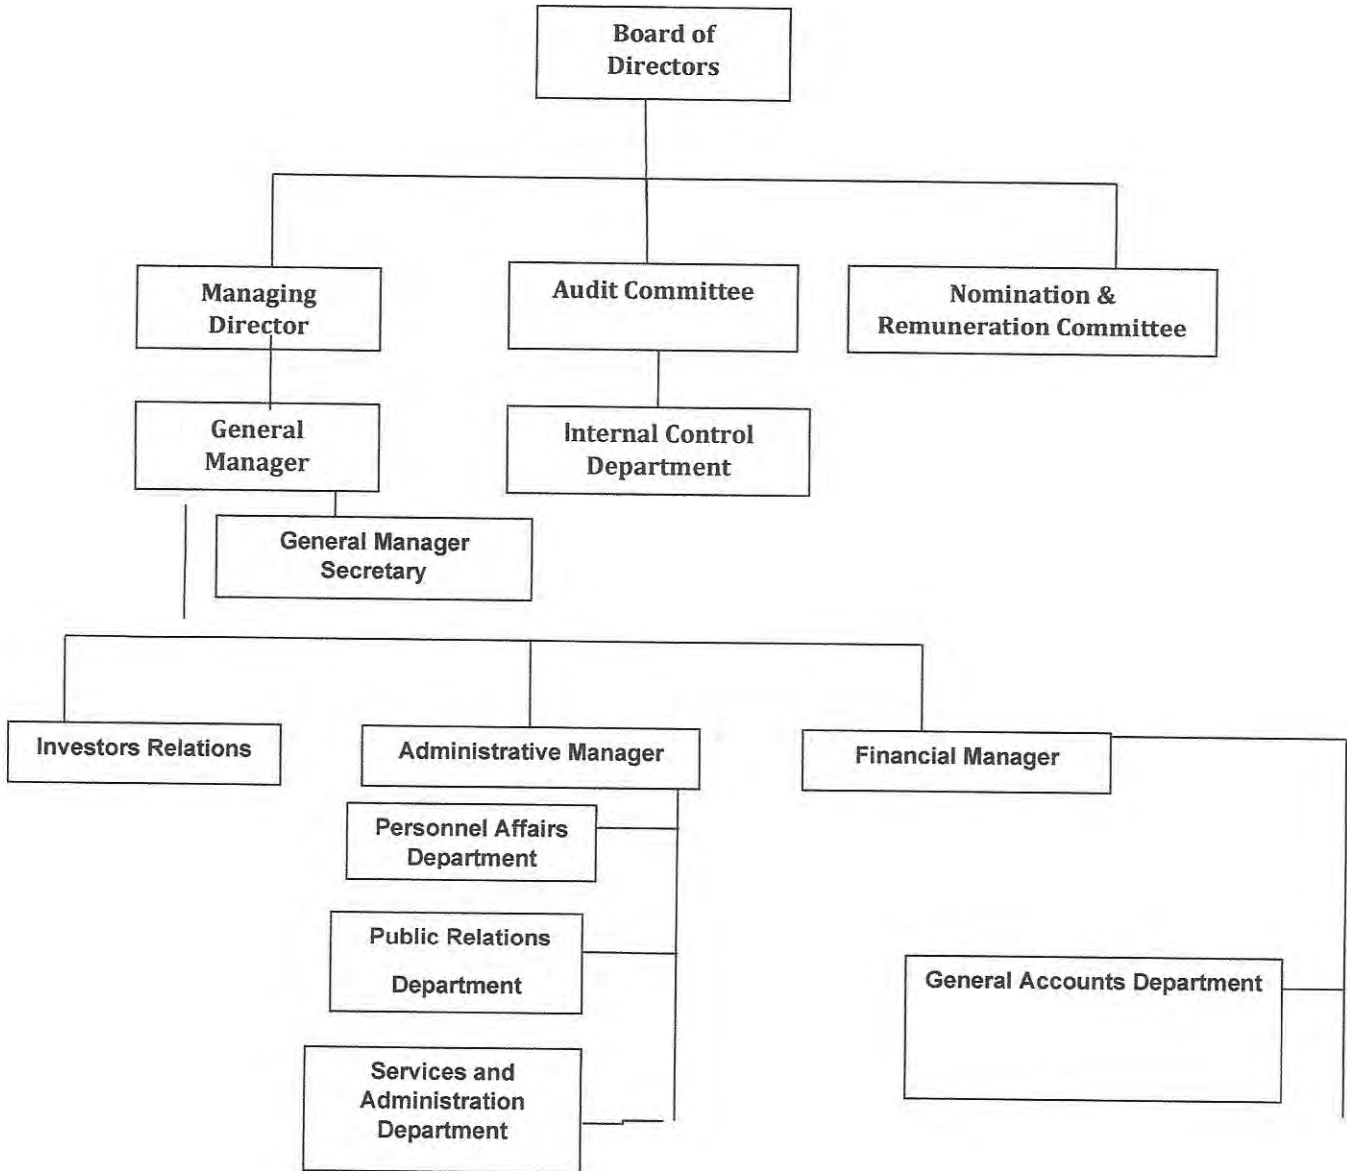 Board of
Directors
Managing
Director
Audit Committee
Nomination &
Remuneration Committee
General
Manager
Internal Control
Department
General Manager
Secretary
Investors Relations
Administrative Manager
Financial Manager
Personnel Affairs
Department
Public Relations
Department
General Accounts Department
Services and
Administration
Department